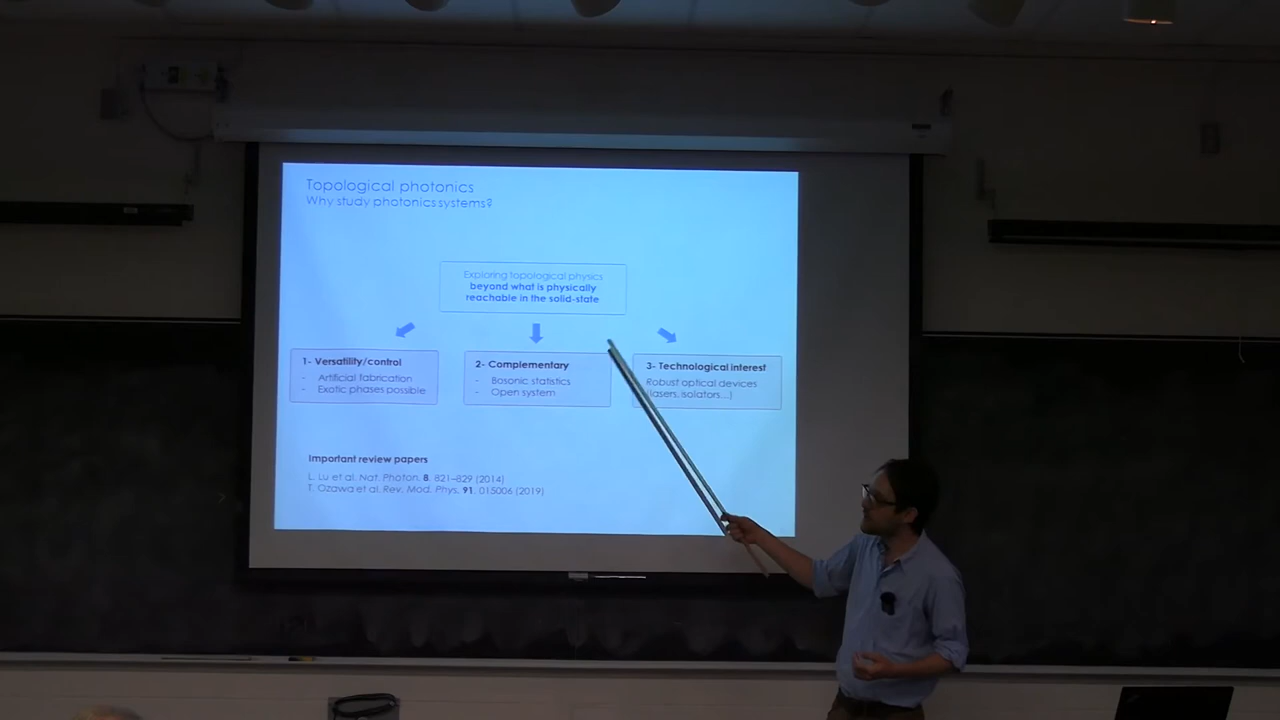 Topological photonics
Why study photonics systems?
Exploring topological physics
beyond what is physically
reachable in the solid-state
1- Versatility/control
- Artificial fabrication
- Exotic phases possible
2- Complementary
- Bosonic statistics
- Open system
3- Technological interest
Robust optical devices
(lasers, isolators...)
Important review papers
L. Lu et al. Nat. Photon. 8, 821–829 (2014)
T. Ozawa et al. Rev. Mod. Phys. 91, 015006 (2019)